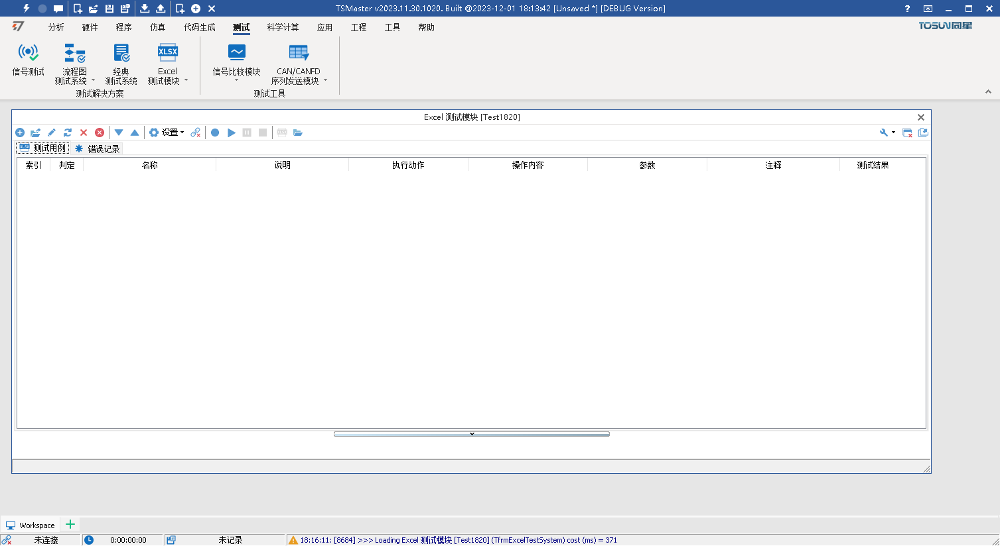 TSMaster v2023.11.30.1020. Built @2023-12-01 18:13:42 [Unsaved *] [DEBUG Version]
分析 硬件 程序 仿真 代码生成 测试 科学计算 应用 工程 工具 帮助
TOSUN同星
信号测试
流程图
测试系统
经典
测试系统
XLSX
Excel
测试模块
测试解决方案
信号比较模块
CAN/CANFD
序列发送模块
测试工具
Excel 测试模块 [Test1820]
设置
测试用例 错误记录
索引 判定 名称 说明 执行动作 操作内容 参数 注释 测试结果
Workspace
未连接 0:00:00:00 未记录 18:16:11: [8684] >>> Loading Excel 测试模块 [Test1820] (TfrmExcelTestSystem) cost (ms) = 371